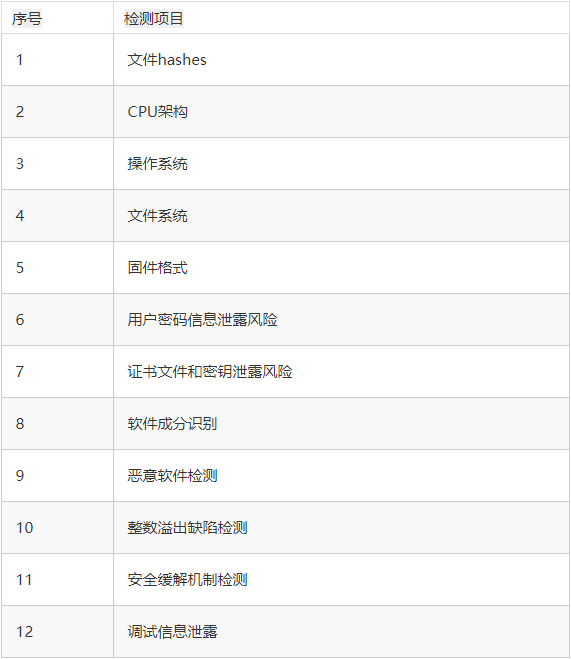 序号 检测项目
1 文件hashes
2 CPU架构
3 操作系统
4 文件系统
5 固件格式
6 用户密码信息泄露风险
7 证书文件和密钥泄露风险
8 软件成分识别
9 恶意软件检测
10 整数溢出缺陷检测
11 安全缓解机制检测
12 调试信息泄露